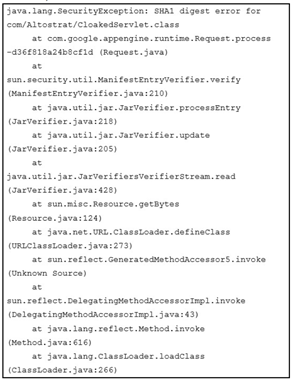 java.lang.SecurityException: SHA1 digest error for
com/Altostrat/CloakedServlet.class
at com.google.appengine.runtime.Request.process
-d36f818a24b8cf1d (Request.java)
at
sun.security.util.ManifestEntryVerifier.verify
(ManifestEntryVerifier.java:210)
at java.util.jar.JarVerifier.processEntry
(JarVerifier.java:218)
at java.util.jar.JarVerifier.update
(JarVerifier.java:205)
at
java.util.jar.JarVerifiersVerifierStream.read
(JarVerifier.java:428)
at sun.misc.Resource.getBytes
(Resource.java:124)
at java.net.URL.ClassLoader.defineClass
(URLClassLoader.java:273)
at sun.reflect.GeneratedMethodAccessor5.invoke
(Unknown Source)
at
sun.reflect.DelegatingMethodAccessorImpl.invoke
(DelegatingMethodAccessorImpl.java:43)
at java.lang.reflect.Method.invoke
(Method.java:616)
at java.lang.ClassLoader.loadClass
(ClassLoader.java:266)